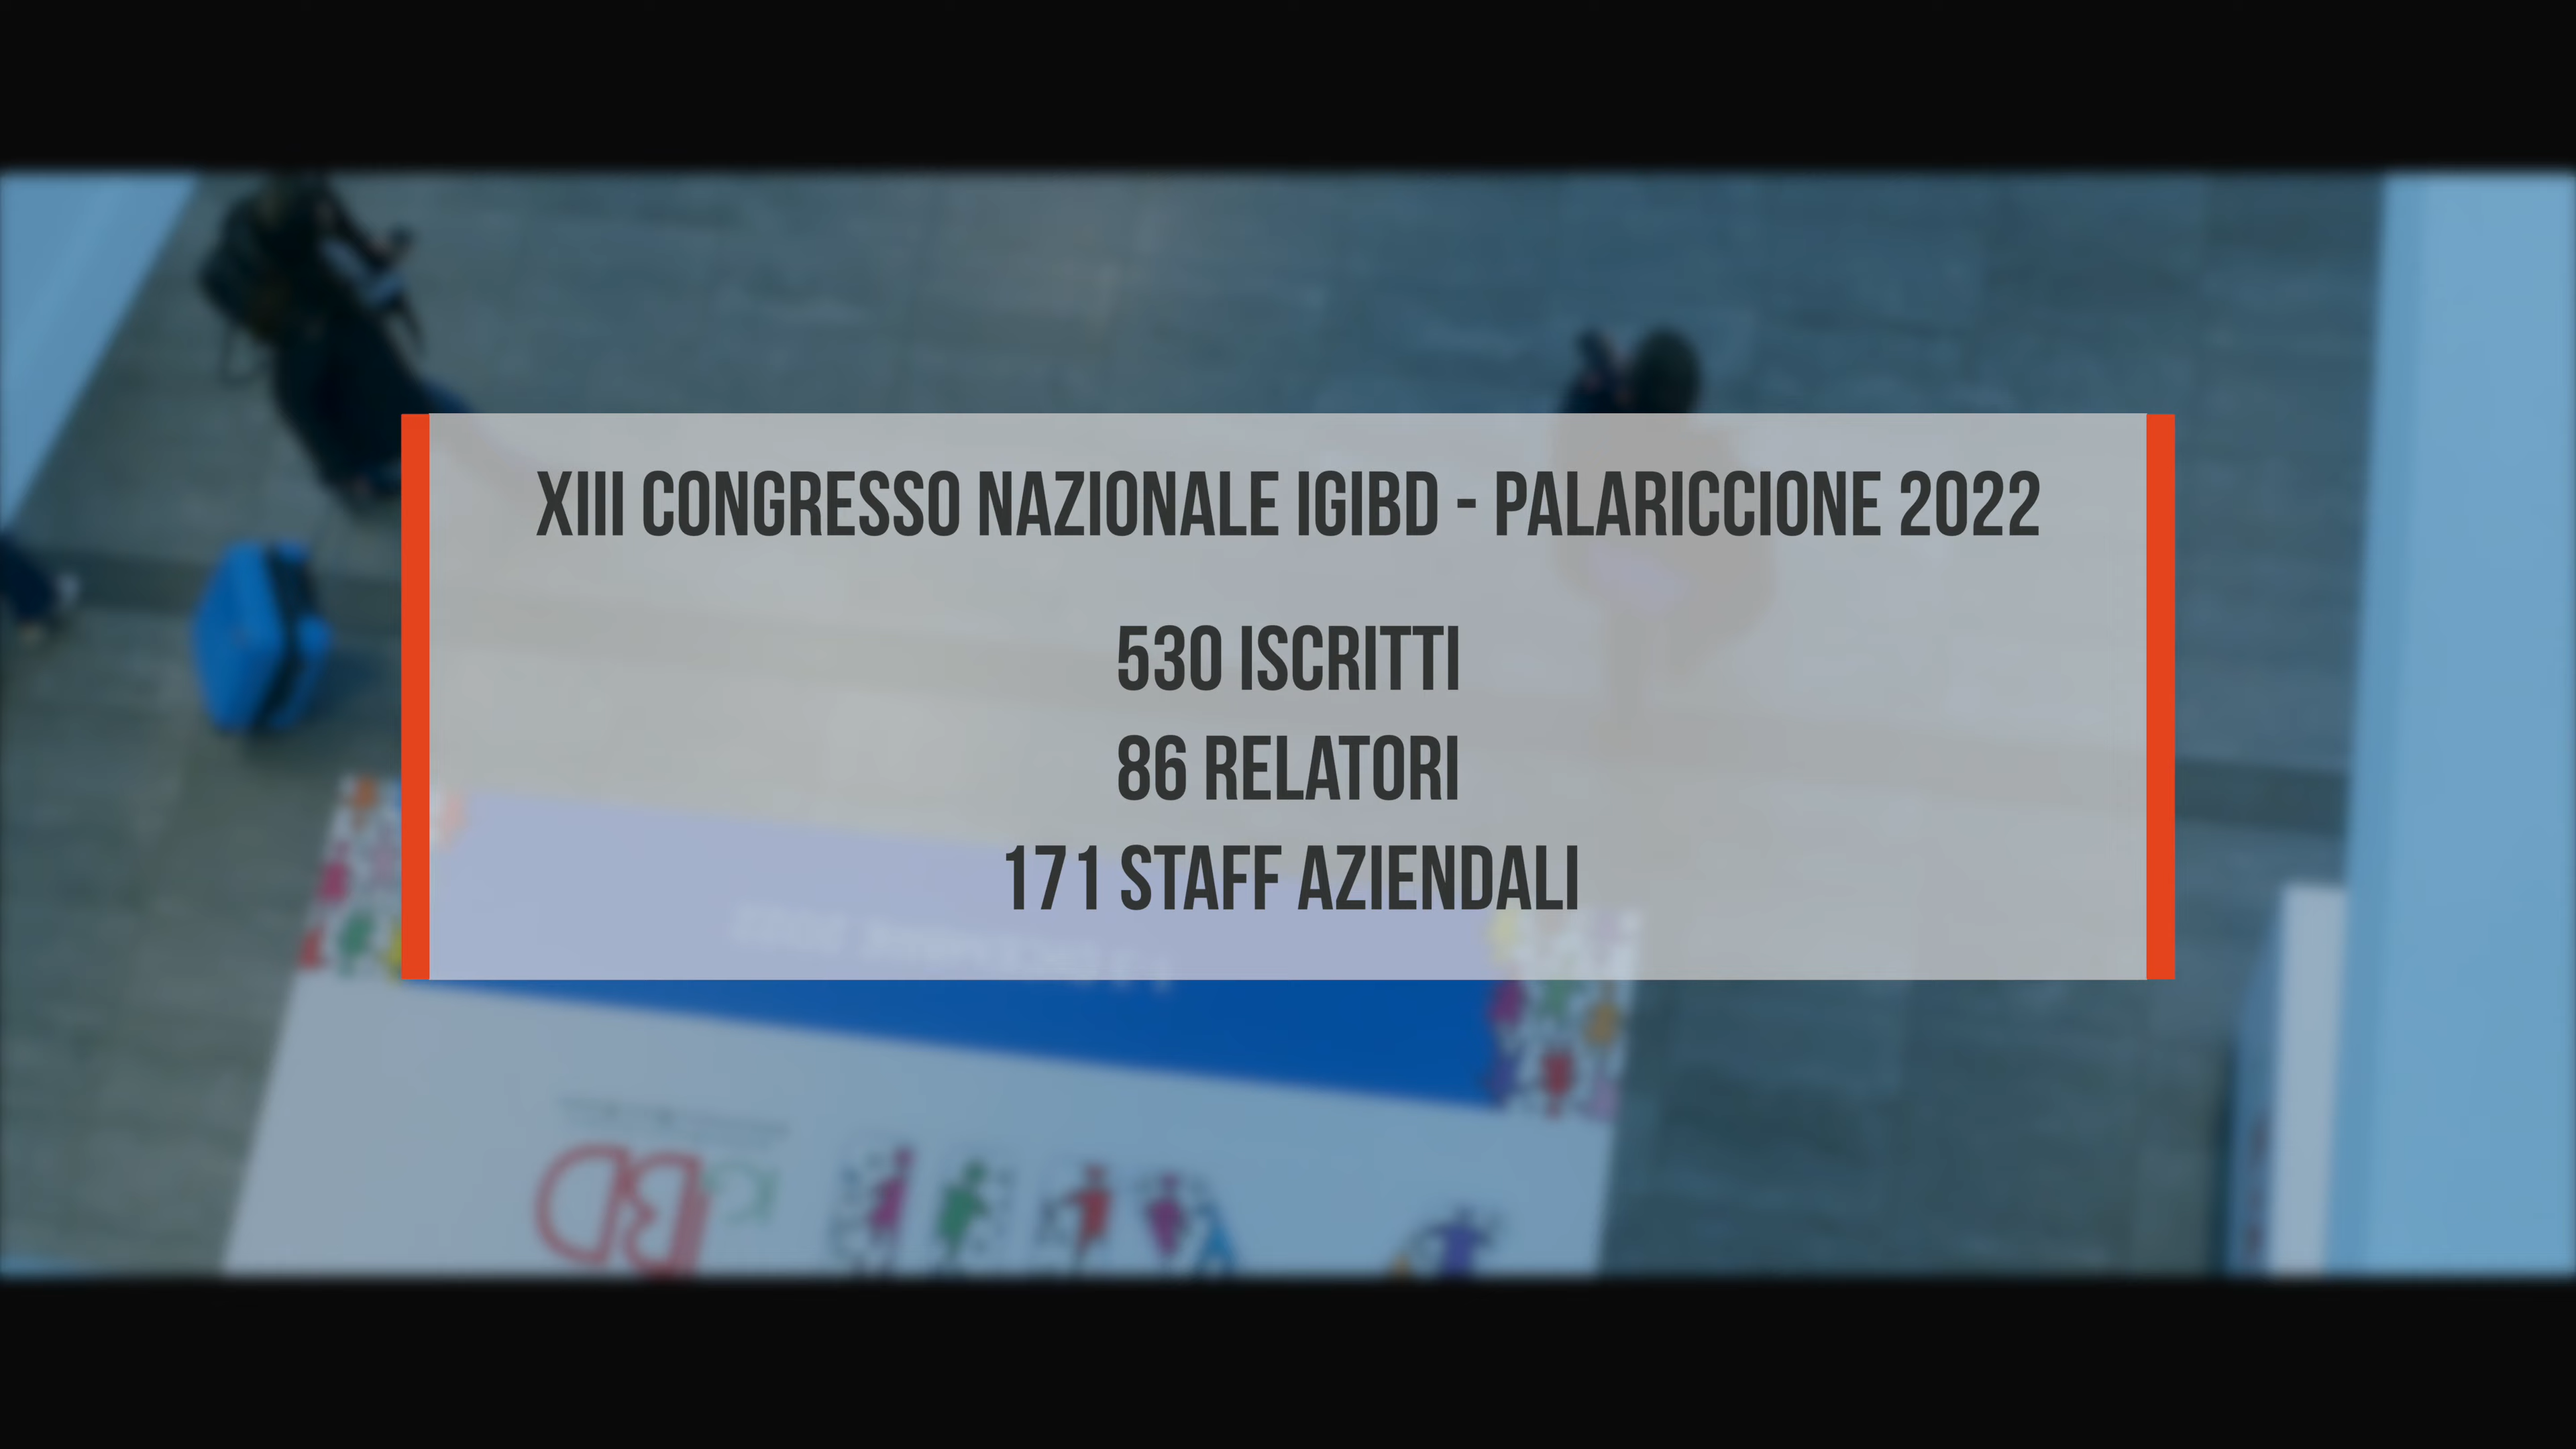 XIII CONGRESSO NAZIONALE IGIBD - PALARICCIONE 2022
530 ISCRITTI
86 RELATORI
171 STAFF AZIENDALI